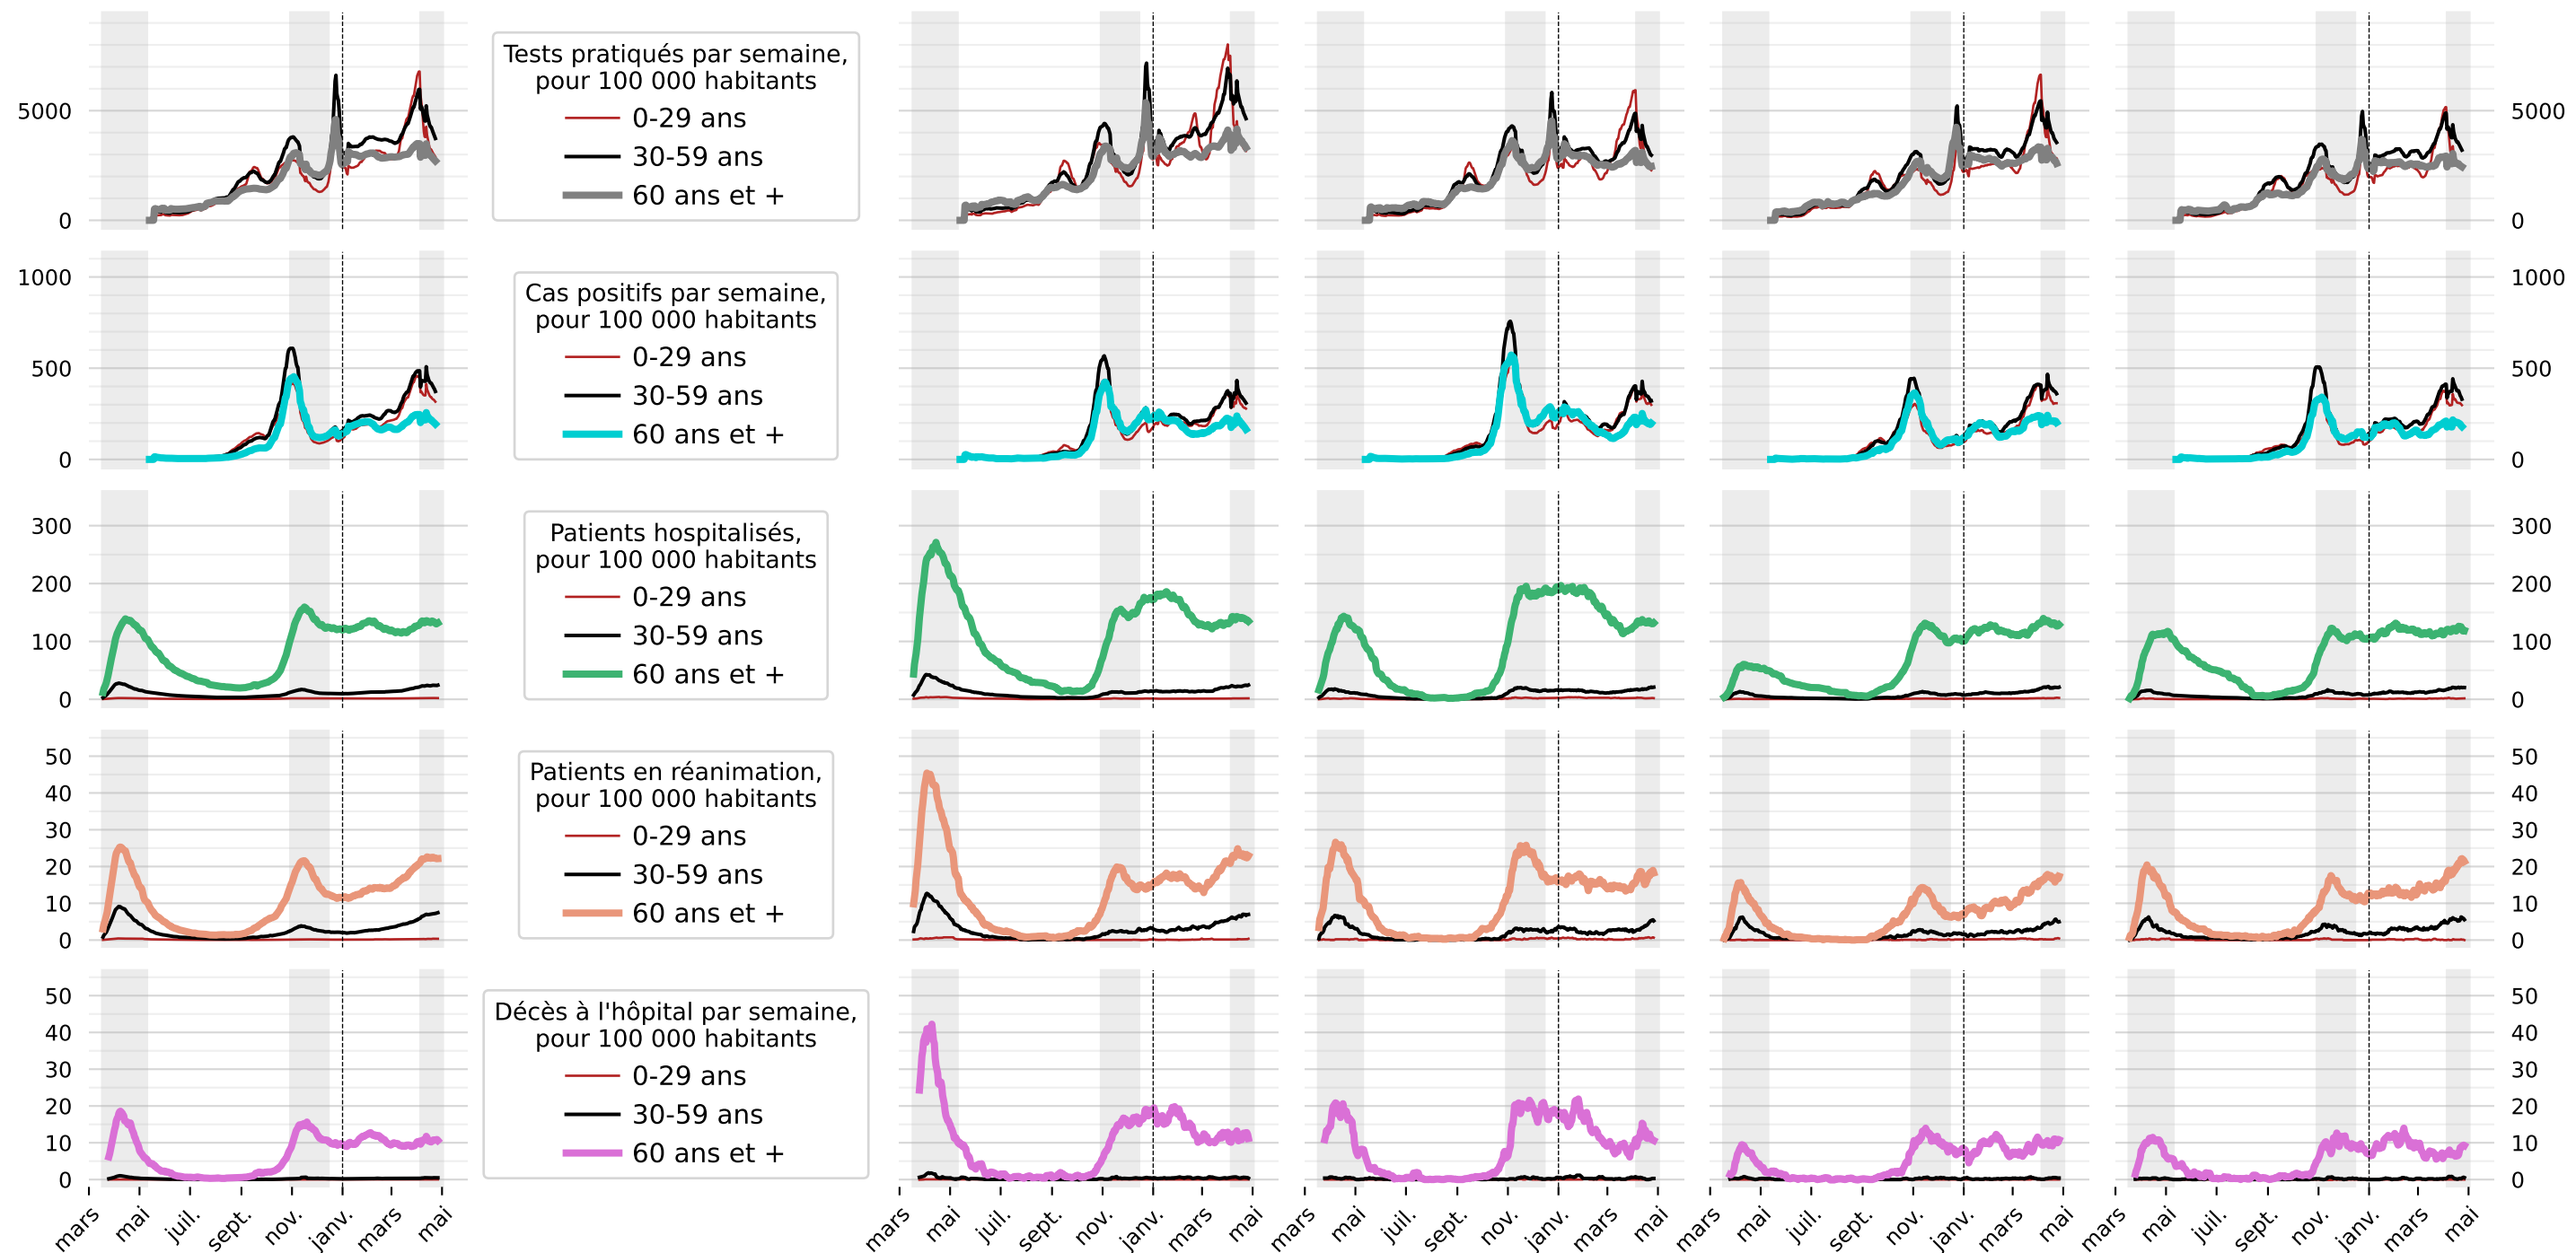 5000
0
Tests pratiqués par semaine,
pour 100 000 habitants
0-29 ans
30-59 ans
60 ans et +
5000
0
1000
500
0
Cas positifs par semaine,
pour 100 000 habitants
0-29 ans
30-59 ans
60 ans et +
1000
500
0
300
200
100
0
Patients hospitalisés,
pour 100 000 habitants
0-29 ans
30-59 ans
60 ans et +
300
200
100
0
50
40
30
20
10
0
Patients en réanimation,
pour 100 000 habitants
0-29 ans
30-59 ans
60 ans et +
50
40
30
20
10
0
50
40
30
20
10
0
Décès à l'hôpital par semaine,
pour 100 000 habitants
0-29 ans
30-59 ans
60 ans et +
50
40
30
20
10
0
mars mai juil. sept. nov. janv. mars mai
mars mai juil. sept. nov. janv. mars mai
mars mai juil. sept. nov. janv. mars mai
mars mai juil. sept. nov. janv. mars mai
mars mai juil. sept. nov. janv. mars mai